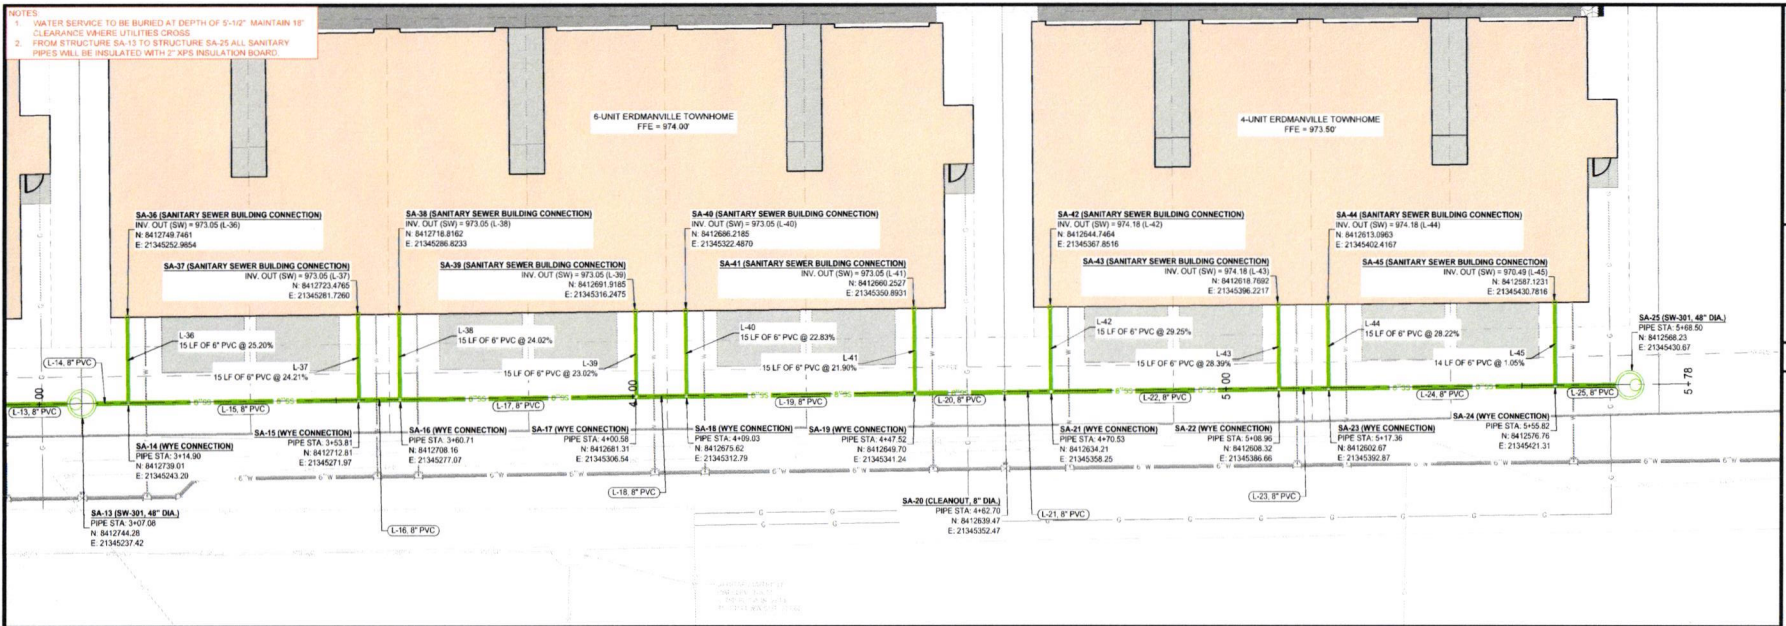 NOTES
1. WATER SERVICE TO BE BURIED AT DEPTH OF 5'-1/2" MAINTAIN 18"
CLEARANCE WHERE UTILITIES CROSS
2. FROM STRUCTURE SA-13 TO STRUCTURE SA-25 ALL SANITARY
PIPES WILL BE INSULATED WITH 2" XPS INSULATION BOARD.
6-UNIT ERDMANVILLE TOWNHOME
FFE = 974.00'
4-UNIT ERDMANVILLE TOWNHOME
FFE = 973.50'
SA-36 (SANITARY SEWER BUILDING CONNECTION)
INV. OUT (SW) = 973.05 (L-36)
N: 8412749.7461
E: 21345252.9854
SA-37 (SANITARY SEWER BUILDING CONNECTION)
INV. OUT (SW) = 973.05 (L-37)
N: 8412723.4765
E: 21345281.7260
SA-38 (SANITARY SEWER BUILDING CONNECTION)
INV. OUT (SW) = 973.05 (L-38)
N: 8412718.8162
E: 21345286.8233
SA-39 (SANITARY SEWER BUILDING CONNECTION)
INV. OUT (SW) = 973.05 (L-39)
N: 8412691.9185
E: 21345316.2475
SA-40 (SANITARY SEWER BUILDING CONNECTION)
INV. OUT (SW) = 973.05 (L-40)
N: 8412686.2185
E: 21345322.4870
SA-41 (SANITARY SEWER BUILDING CONNECTION)
INV. OUT (SW) = 973.05 (L-41)
N: 8412660.2527
E: 21345350.8931
SA-42 (SANITARY SEWER BUILDING CONNECTION)
INV. OUT (SW) = 974.18 (L-42)
N: 8412644.7464
E: 21345367.8516
SA-43 (SANITARY SEWER BUILDING CONNECTION)
INV. OUT (SW) = 974.18 (L-43)
N: 8412618.7692
E: 21345396.2217
SA-44 (SANITARY SEWER BUILDING CONNECTION)
INV. OUT (SW) = 974.18 (L-44)
N: 8412613.0963
E: 21345402.4167
SA-45 (SANITARY SEWER BUILDING CONNECTION)
INV. OUT (SW) = 970.49 (L-45)
N: 8412587.1231
E: 21345430.7816
SA-25 (SW-301, 48" DIA.)
PIPE STA: 5+68.50
N: 8412568.23
E: 21345430.67
L-36
15 LF OF 6" PVC @ 25.20%
L-37
15 LF OF 6" PVC @ 24.21%
L-38
15 LF OF 6" PVC @ 24.02%
L-39
15 LF OF 6" PVC @ 23.02%
L-40
15 LF OF 6" PVC @ 22.83%
L-41
15 LF OF 6" PVC @ 21.90%
L-42
15 LF OF 6" PVC @ 29.25%
L-43
15 LF OF 6" PVC @ 28.39%
L-44
15 LF OF 6" PVC @ 28.22%
L-45
14 LF OF 6" PVC @ 1.05%
L-14, 8" PVC
L-13, 8" PVC
L-15, 8" PVC
L-17, 8" PVC
L-19, 8" PVC
L-20, 8" PVC
L-22, 8" PVC
L-24, 8" PVC
L-25, 8" PVC
5+00
5+78
SA-14 (WYE CONNECTION)
PIPE STA: 3+14.90
N: 8412739.01
E: 21345243.20
SA-15 (WYE CONNECTION)
PIPE STA: 3+53.81
N: 8412712.81
E: 21345271.97
SA-16 (WYE CONNECTION)
PIPE STA: 3+60.71
N: 8412708.16
E: 21345277.07
SA-17 (WYE CONNECTION)
PIPE STA: 4+00.58
N: 8412681.31
E: 21345306.54
SA-18 (WYE CONNECTION)
PIPE STA: 4+09.03
N: 8412675.62
E: 21345312.79
SA-19 (WYE CONNECTION)
PIPE STA: 4+47.52
N: 8412649.70
E: 21345341.24
SA-21 (WYE CONNECTION)
PIPE STA: 4+70.53
N: 8412634.21
E: 21345358.25
SA-22 (WYE CONNECTION)
PIPE STA: 5+08.96
N: 8412608.32
E: 21345386.66
SA-23 (WYE CONNECTION)
PIPE STA: 5+17.36
N: 8412602.67
E: 21345392.87
SA-24 (WYE CONNECTION)
PIPE STA: 5+55.82
N: 8412576.76
E: 21345421.31
SA-13 (SW-301, 48" DIA.)
PIPE STA: 3+07.08
N: 8412744.28
E: 21345237.42
L-16, 8" PVC
L-18, 8" PVC
SA-20 (CLEANOUT, 8" DIA.)
PIPE STA: 4+62.70
N: 8412639.47
E: 21345352.47
L-21, 8" PVC
L-23, 8" PVC